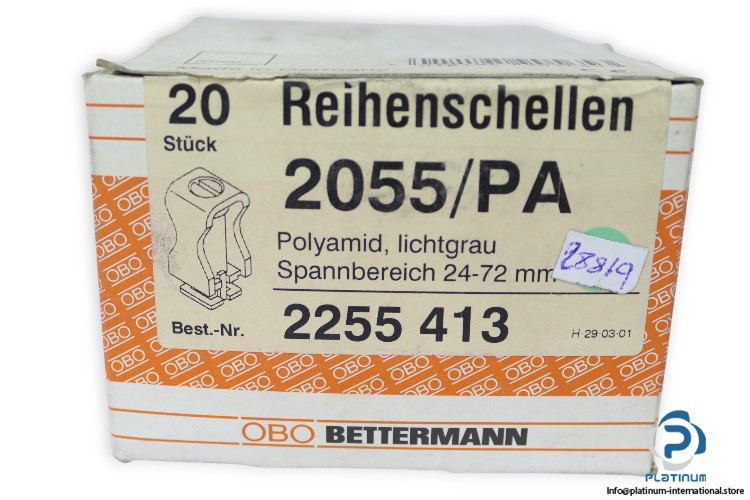 20 Reihenschellen
Stück
2055/PA
Polyamid, lichtgrau
Spannbereich 24-72 mm
Best.-Nr. 2255 413
H 29-03-01
OBO BETTERMANN
OBO
PLATINUM
Info@platinum-international.store